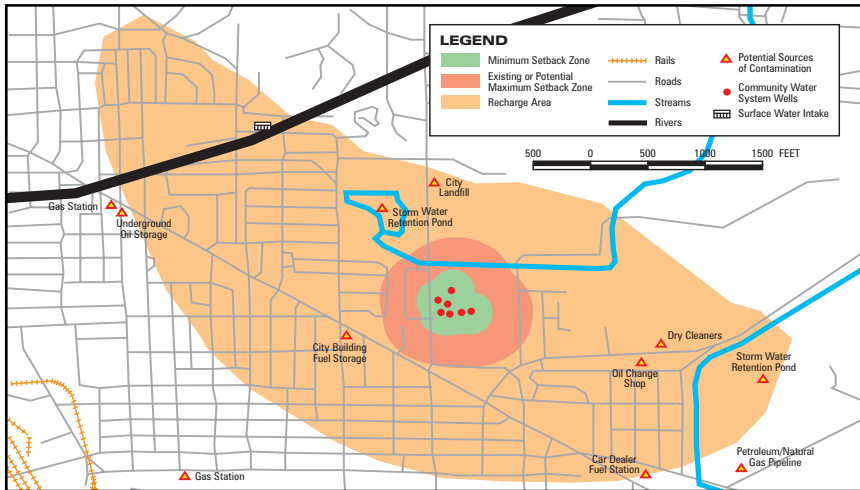 LEGEND
Minimum Setback Zone
Existing or Potential
Maximum Setback Zone
Recharge Area
Rails
Roads
Streams
Rivers
Potential Sources
of Contamination
Community Water
System Wells
Surface Water Intake
500 0 500 1000 1500 FEET
City
Landfill
Gas Station
Storm Water
Retention Pond
Underground
Oil Storage
City Building
Fuel Storage
Dry Cleaners
Oil Change
Shop
Storm Water
Retention Pond
Car Dealer
Fuel Station
Petroleum/Natural
Gas Pipeline
Gas Station